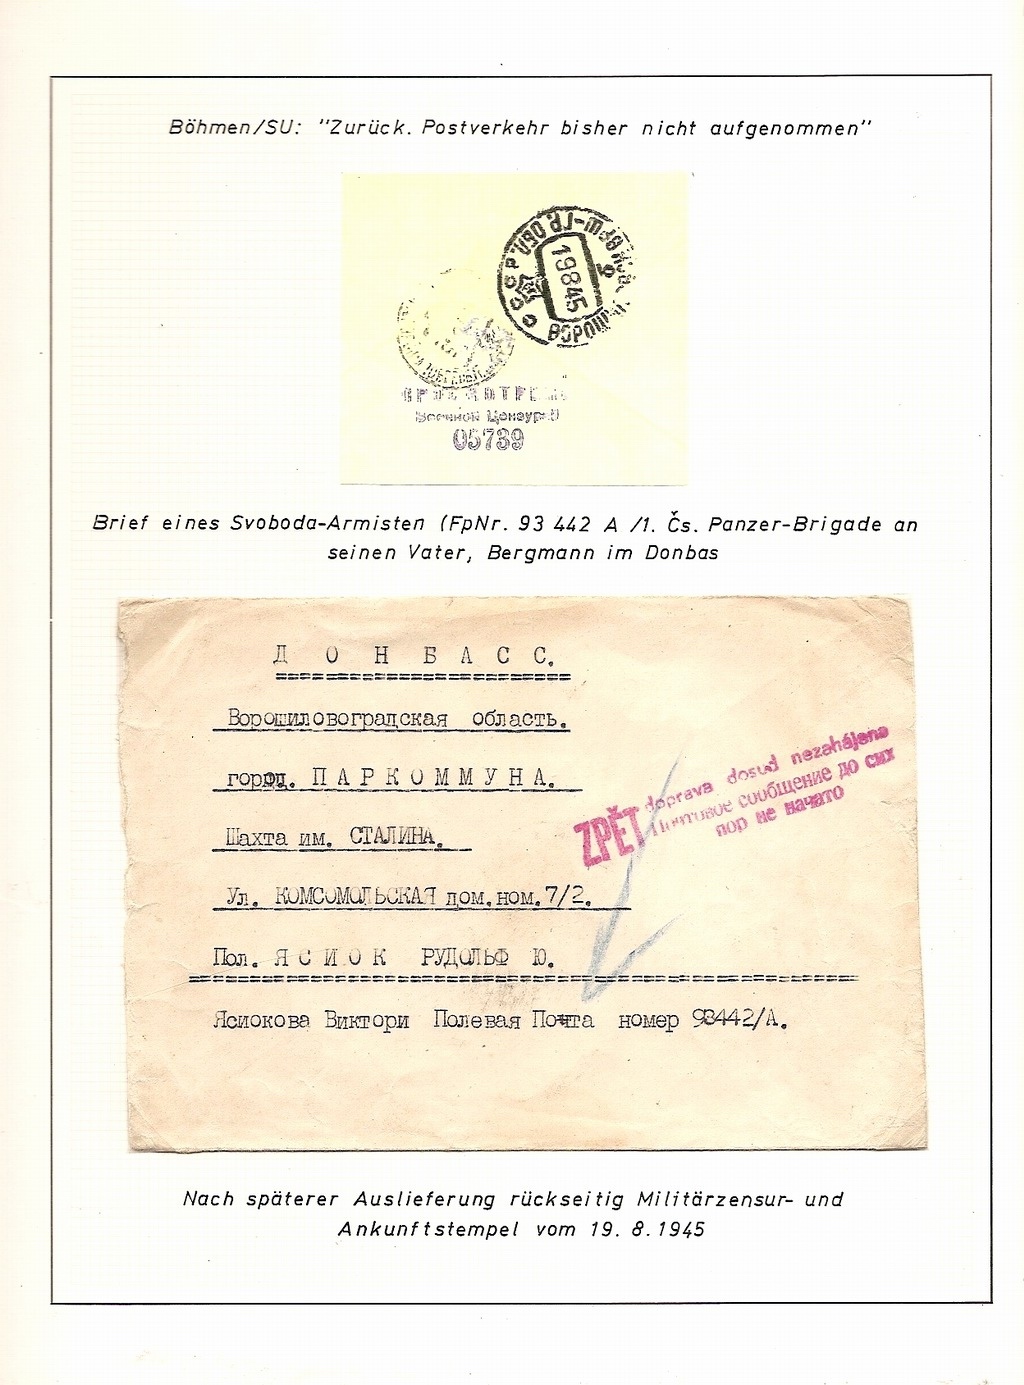 Böhmen/SU: "Zurück. Postverkehr bisher nicht aufgenommen"
СССР
19845
Военной Цензурой
05739
Brief eines Svoboda-Armisten (FpNr. 93 442 A /1. Čs. Panzer-Brigade an
seinen Vater, Bergmann im Donbas
Д О Н Б А С С.
Ворошиловоградская область.
город. П А Р К О М М У Н А.
Шахта им. СТАЛИНА.
Ул. КОМСОМОЛЬСКАЯ дом.ном.7/2.
Пол. Я С И О К РУДОЛЬФ Ю.
Ясиокова Виктори Полевая Почта номер 93442/А.
ZPĚT doprava dosud nezahájena
Почтовое сообщение до сих
пор не начато
Nach späterer Auslieferung rückseitig Militärzensur- und
Ankunftstempel vom 19. 8. 1945